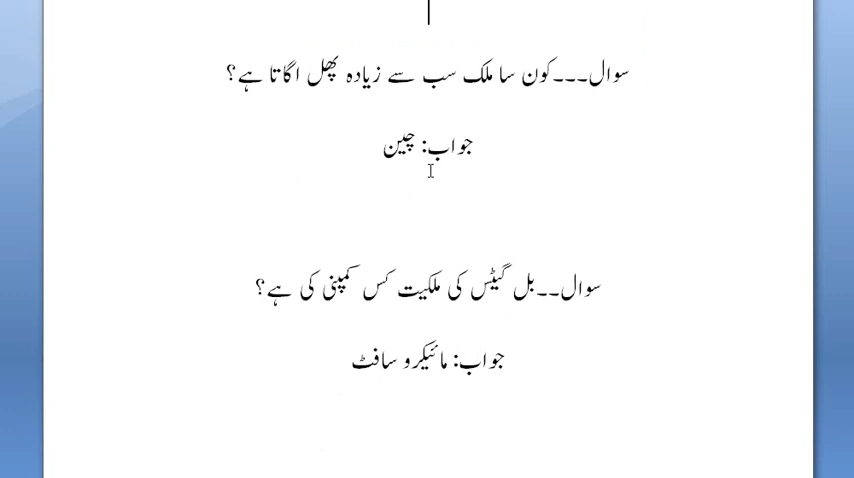 سوال۔۔۔کون سا ملک سب سے زیادہ پھل اگاتا ہے؟
جواب: چین
سوال۔۔بل گیٹس کی ملکیت کس کمپنی کی ہے؟
جواب: مائیکرو سافٹ